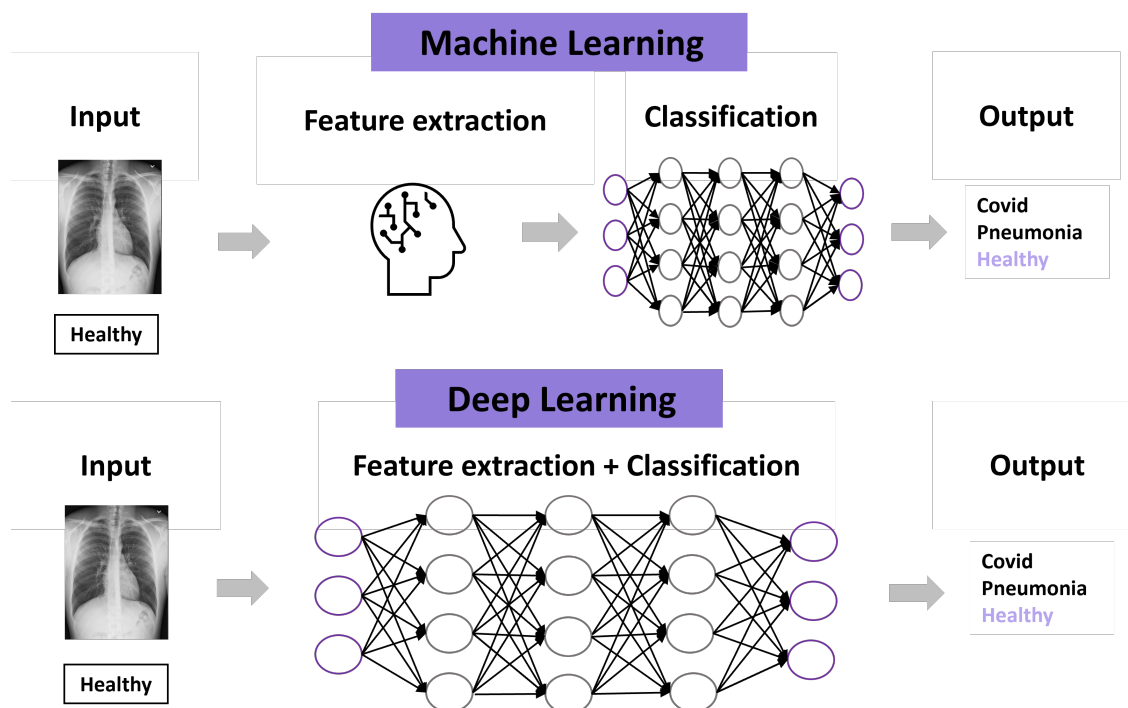 Machine Learning
Input
Feature extraction
Classification
Output
Covid
Pneumonia
Healthy
Healthy
Deep Learning
Input
Feature extraction + Classification
Output
Covid
Pneumonia
Healthy
Healthy